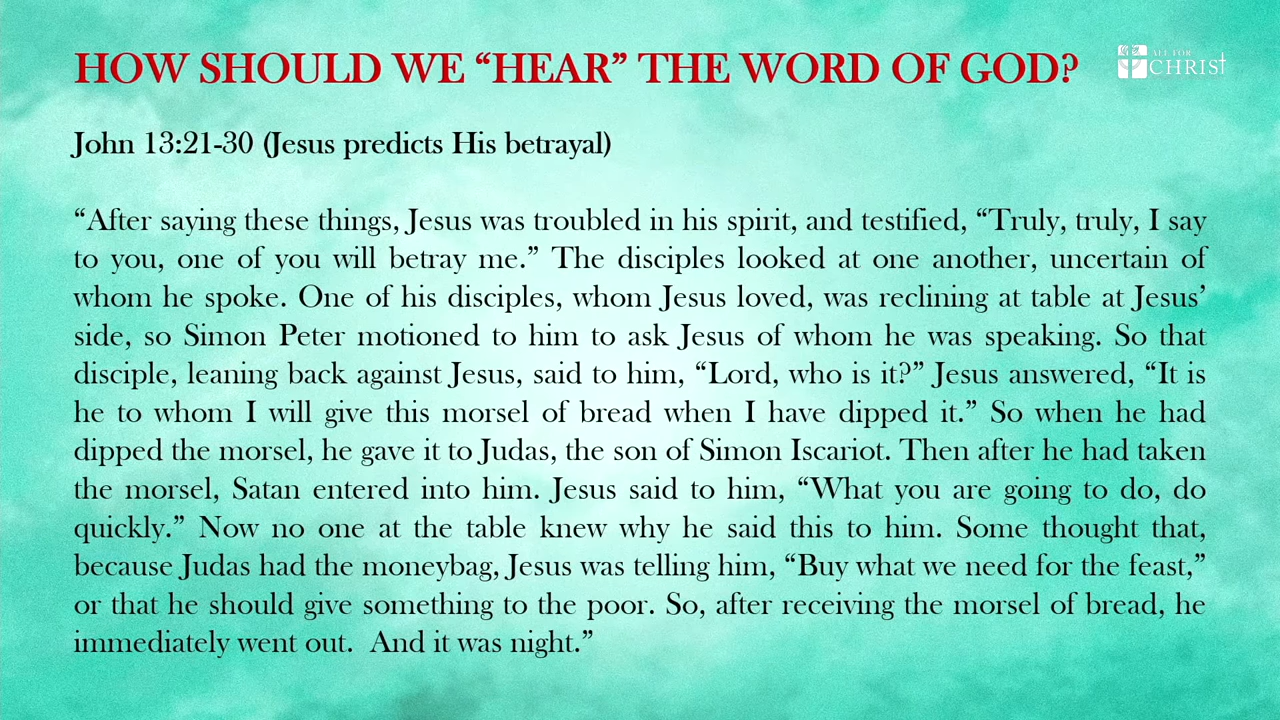 HOW SHOULD WE “HEAR” THE WORD OF GOD?
ALL FOR
CHRIST
John 13:21-30 (Jesus predicts His betrayal)
“After saying these things, Jesus was troubled in his spirit, and testified, “Truly, truly, I say
to you, one of you will betray me.” The disciples looked at one another, uncertain of
whom he spoke. One of his disciples, whom Jesus loved, was reclining at table at Jesus’
side, so Simon Peter motioned to him to ask Jesus of whom he was speaking. So that
disciple, leaning back against Jesus, said to him, “Lord, who is it?” Jesus answered, “It is
he to whom I will give this morsel of bread when I have dipped it.” So when he had
dipped the morsel, he gave it to Judas, the son of Simon Iscariot. Then after he had taken
the morsel, Satan entered into him. Jesus said to him, “What you are going to do, do
quickly.” Now no one at the table knew why he said this to him. Some thought that,
because Judas had the moneybag, Jesus was telling him, “Buy what we need for the feast,”
or that he should give something to the poor. So, after receiving the morsel of bread, he
immediately went out.  And it was night.”